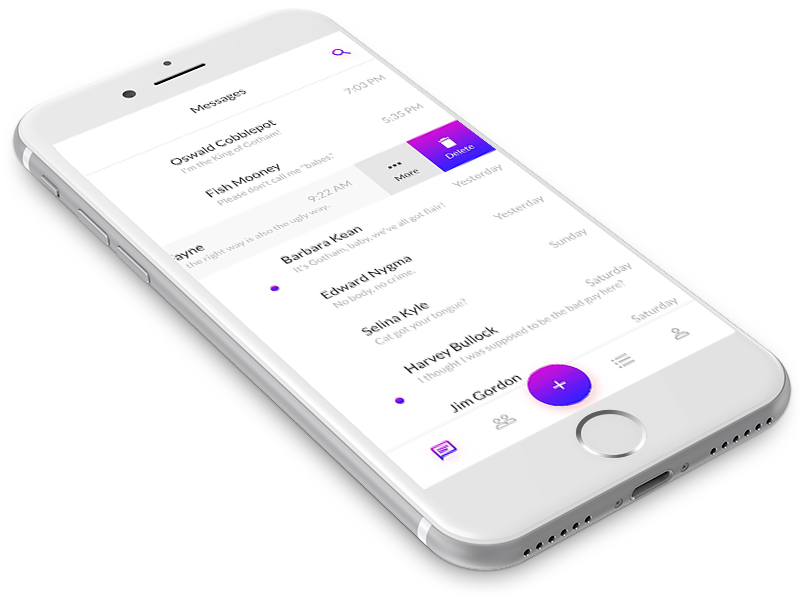 Messages
Oswald Cobblepot 7:03 PM
I'm the King of Gotham!
Fish Mooney 5:35 PM
Please don't call me "babes."
ayne 9:22 AM
the right way is also the ugly way.
More
Delete
Barbara Kean Yesterday
It's Gotham, baby, we've all got flair!
Edward Nygma Yesterday
No body, no crime.
Selina Kyle Sunday
Cat got your tongue?
Harvey Bullock Saturday
I thought I was supposed to be the bad guy here?
Jim Gordon Saturday